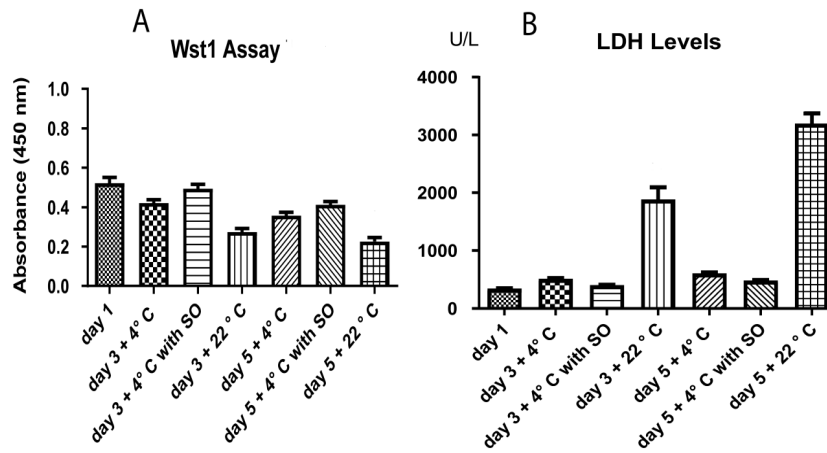 A
Wst1 Assay
Absorbance (450 nm)
1.0
0.8
0.6
0.4
0.2
0.0
day 1
day 3 + 4° C
day 3 + 4° C with SO
day 3 + 22 ° C
day 5 + 4° C
day 5 + 4° C with SO
day 5 + 22 ° C
B
U/L
LDH Levels
4000
3000
2000
1000
0
day 1
day 3 + 4° C
day 3 + 4° C with SO
day 3 + 22 ° C
day 5 + 4° C
day 5 + 4° C with SO
day 5 + 22 ° C